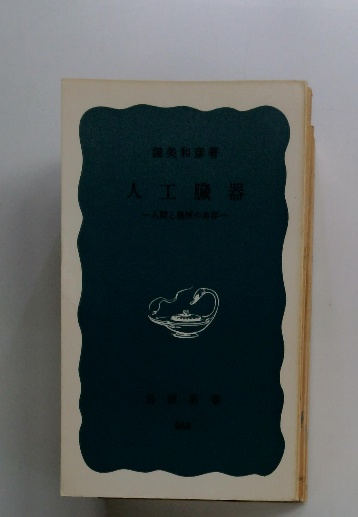 渥美和彦著
人工臓器
—人間と機械の共存—
岩波新書